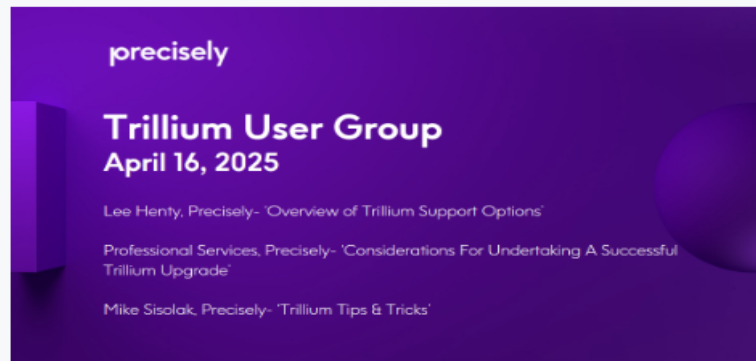 precisely
Trillium User Group
April 16, 2025
Lee Henty, Precisely- 'Overview of Trillium Support Options'
Professional Services, Precisely- 'Considerations For Undertaking A Successful
Trillium Upgrade'
Mike Sisolak, Precisely- 'Trillium Tips & Tricks'